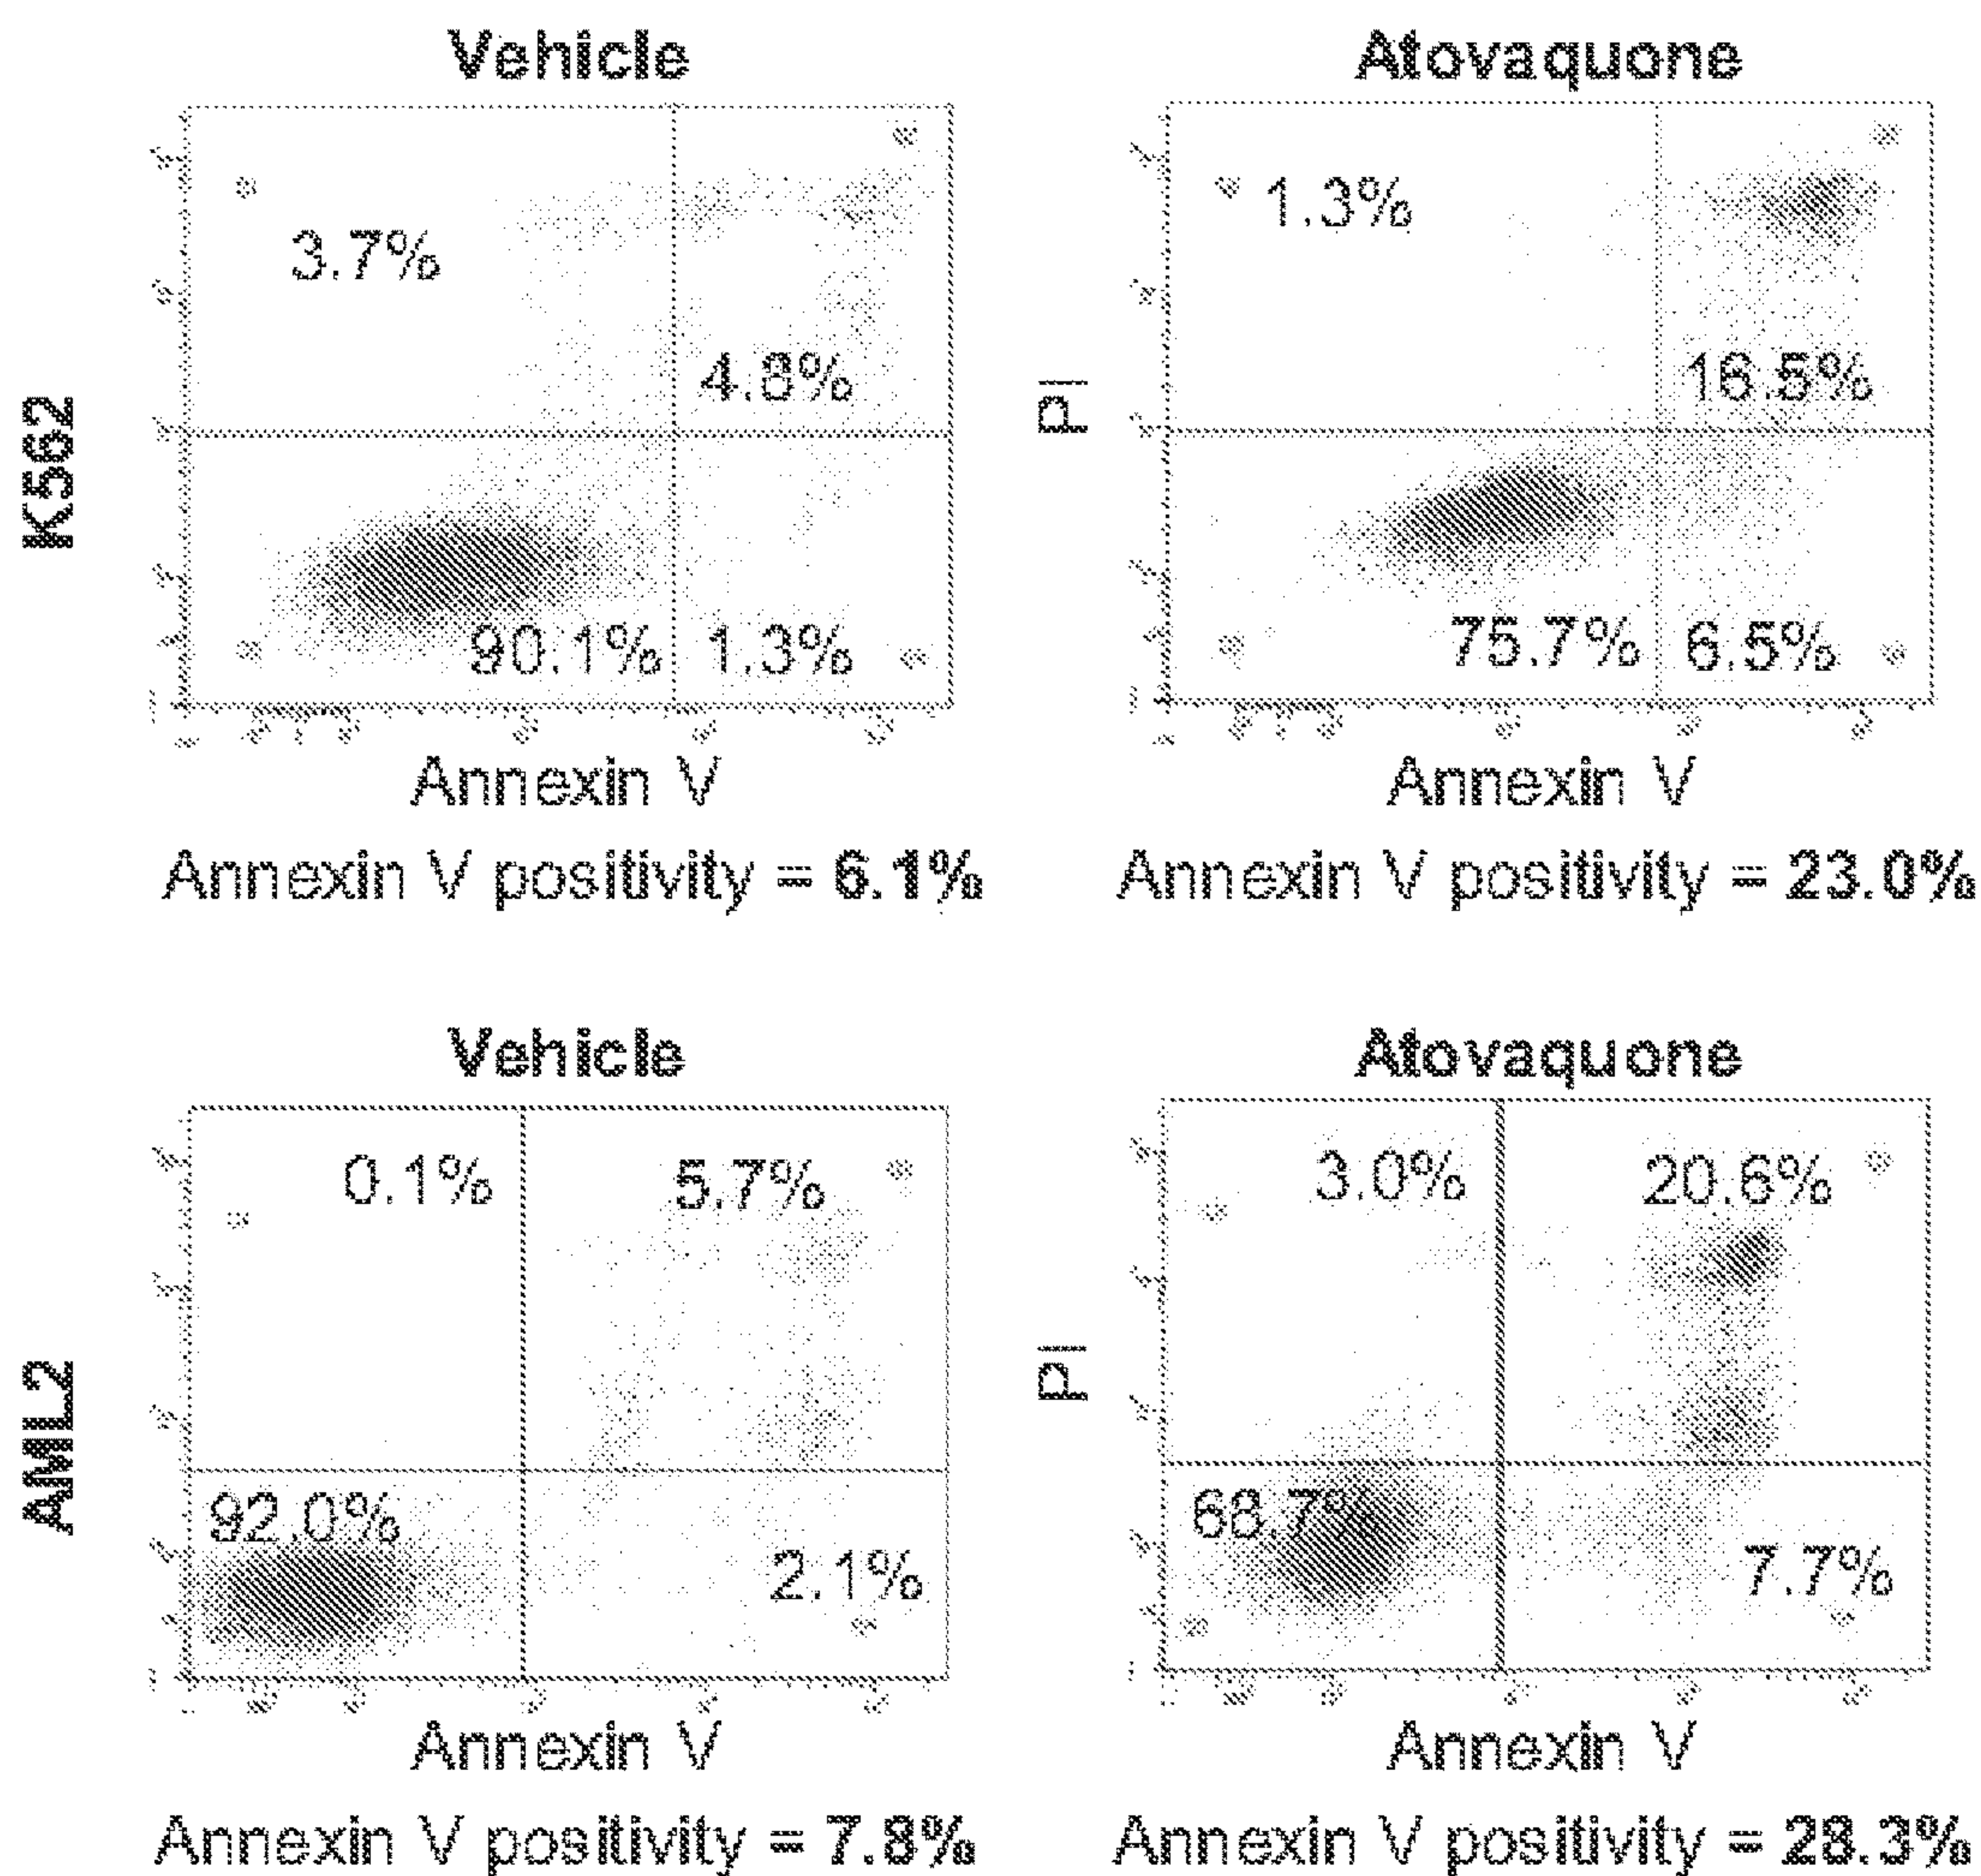 Vehicle
Atovaquone
K562
3.7%
4.8%
90.1%
1.3%
Annexin V
Annexin V positivity = 6.1%
PI
1.3%
16.5%
75.7%
6.5%
Annexin V
Annexin V positivity = 23.0%
Vehicle
Atovaquone
AML2
0.1%
5.7%
92.0%
2.1%
Annexin V
Annexin V positivity = 7.8%
PI
3.0%
20.6%
68.7%
7.7%
Annexin V
Annexin V positivity = 28.3%